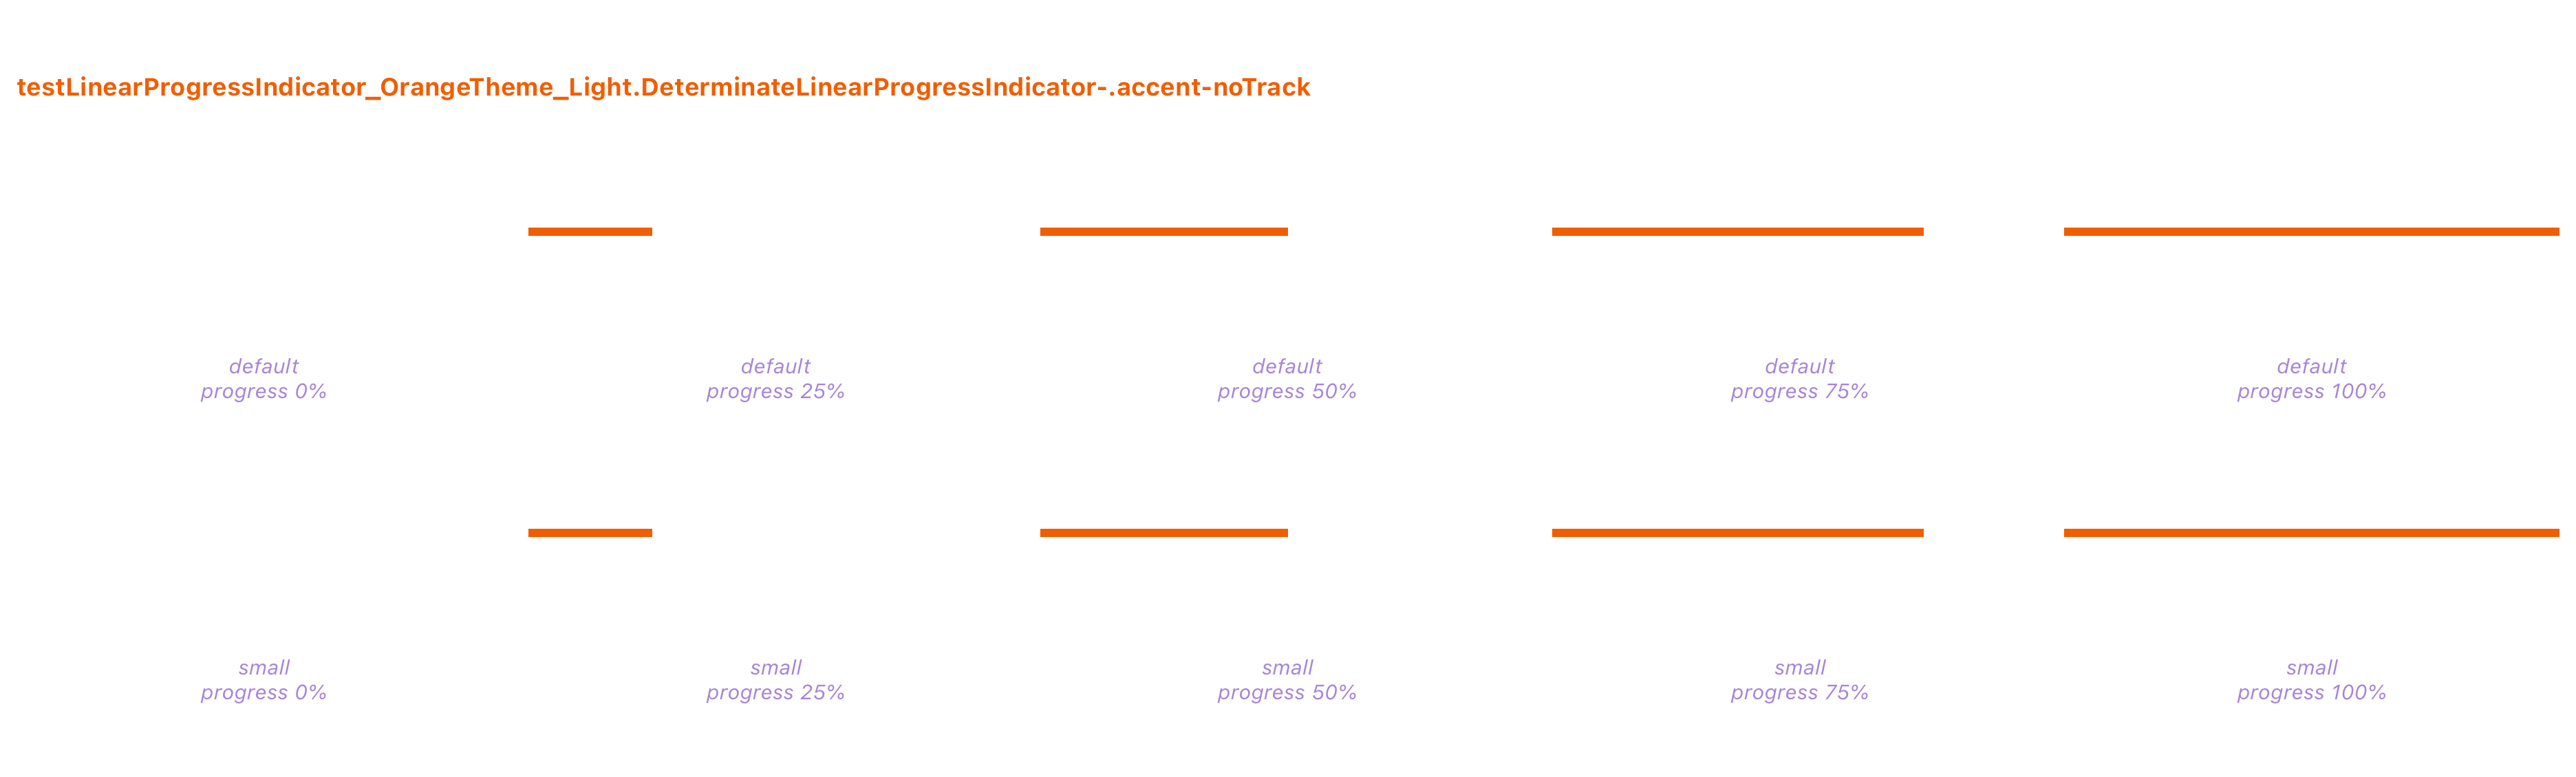 testLinearProgressIndicator_OrangeTheme_Light.DeterminateLinearProgressIndicator-.accent-noTrack
default
progress 0%
default
progress 25%
default
progress 50%
default
progress 75%
default
progress 100%
small
progress 0%
small
progress 25%
small
progress 50%
small
progress 75%
small
progress 100%